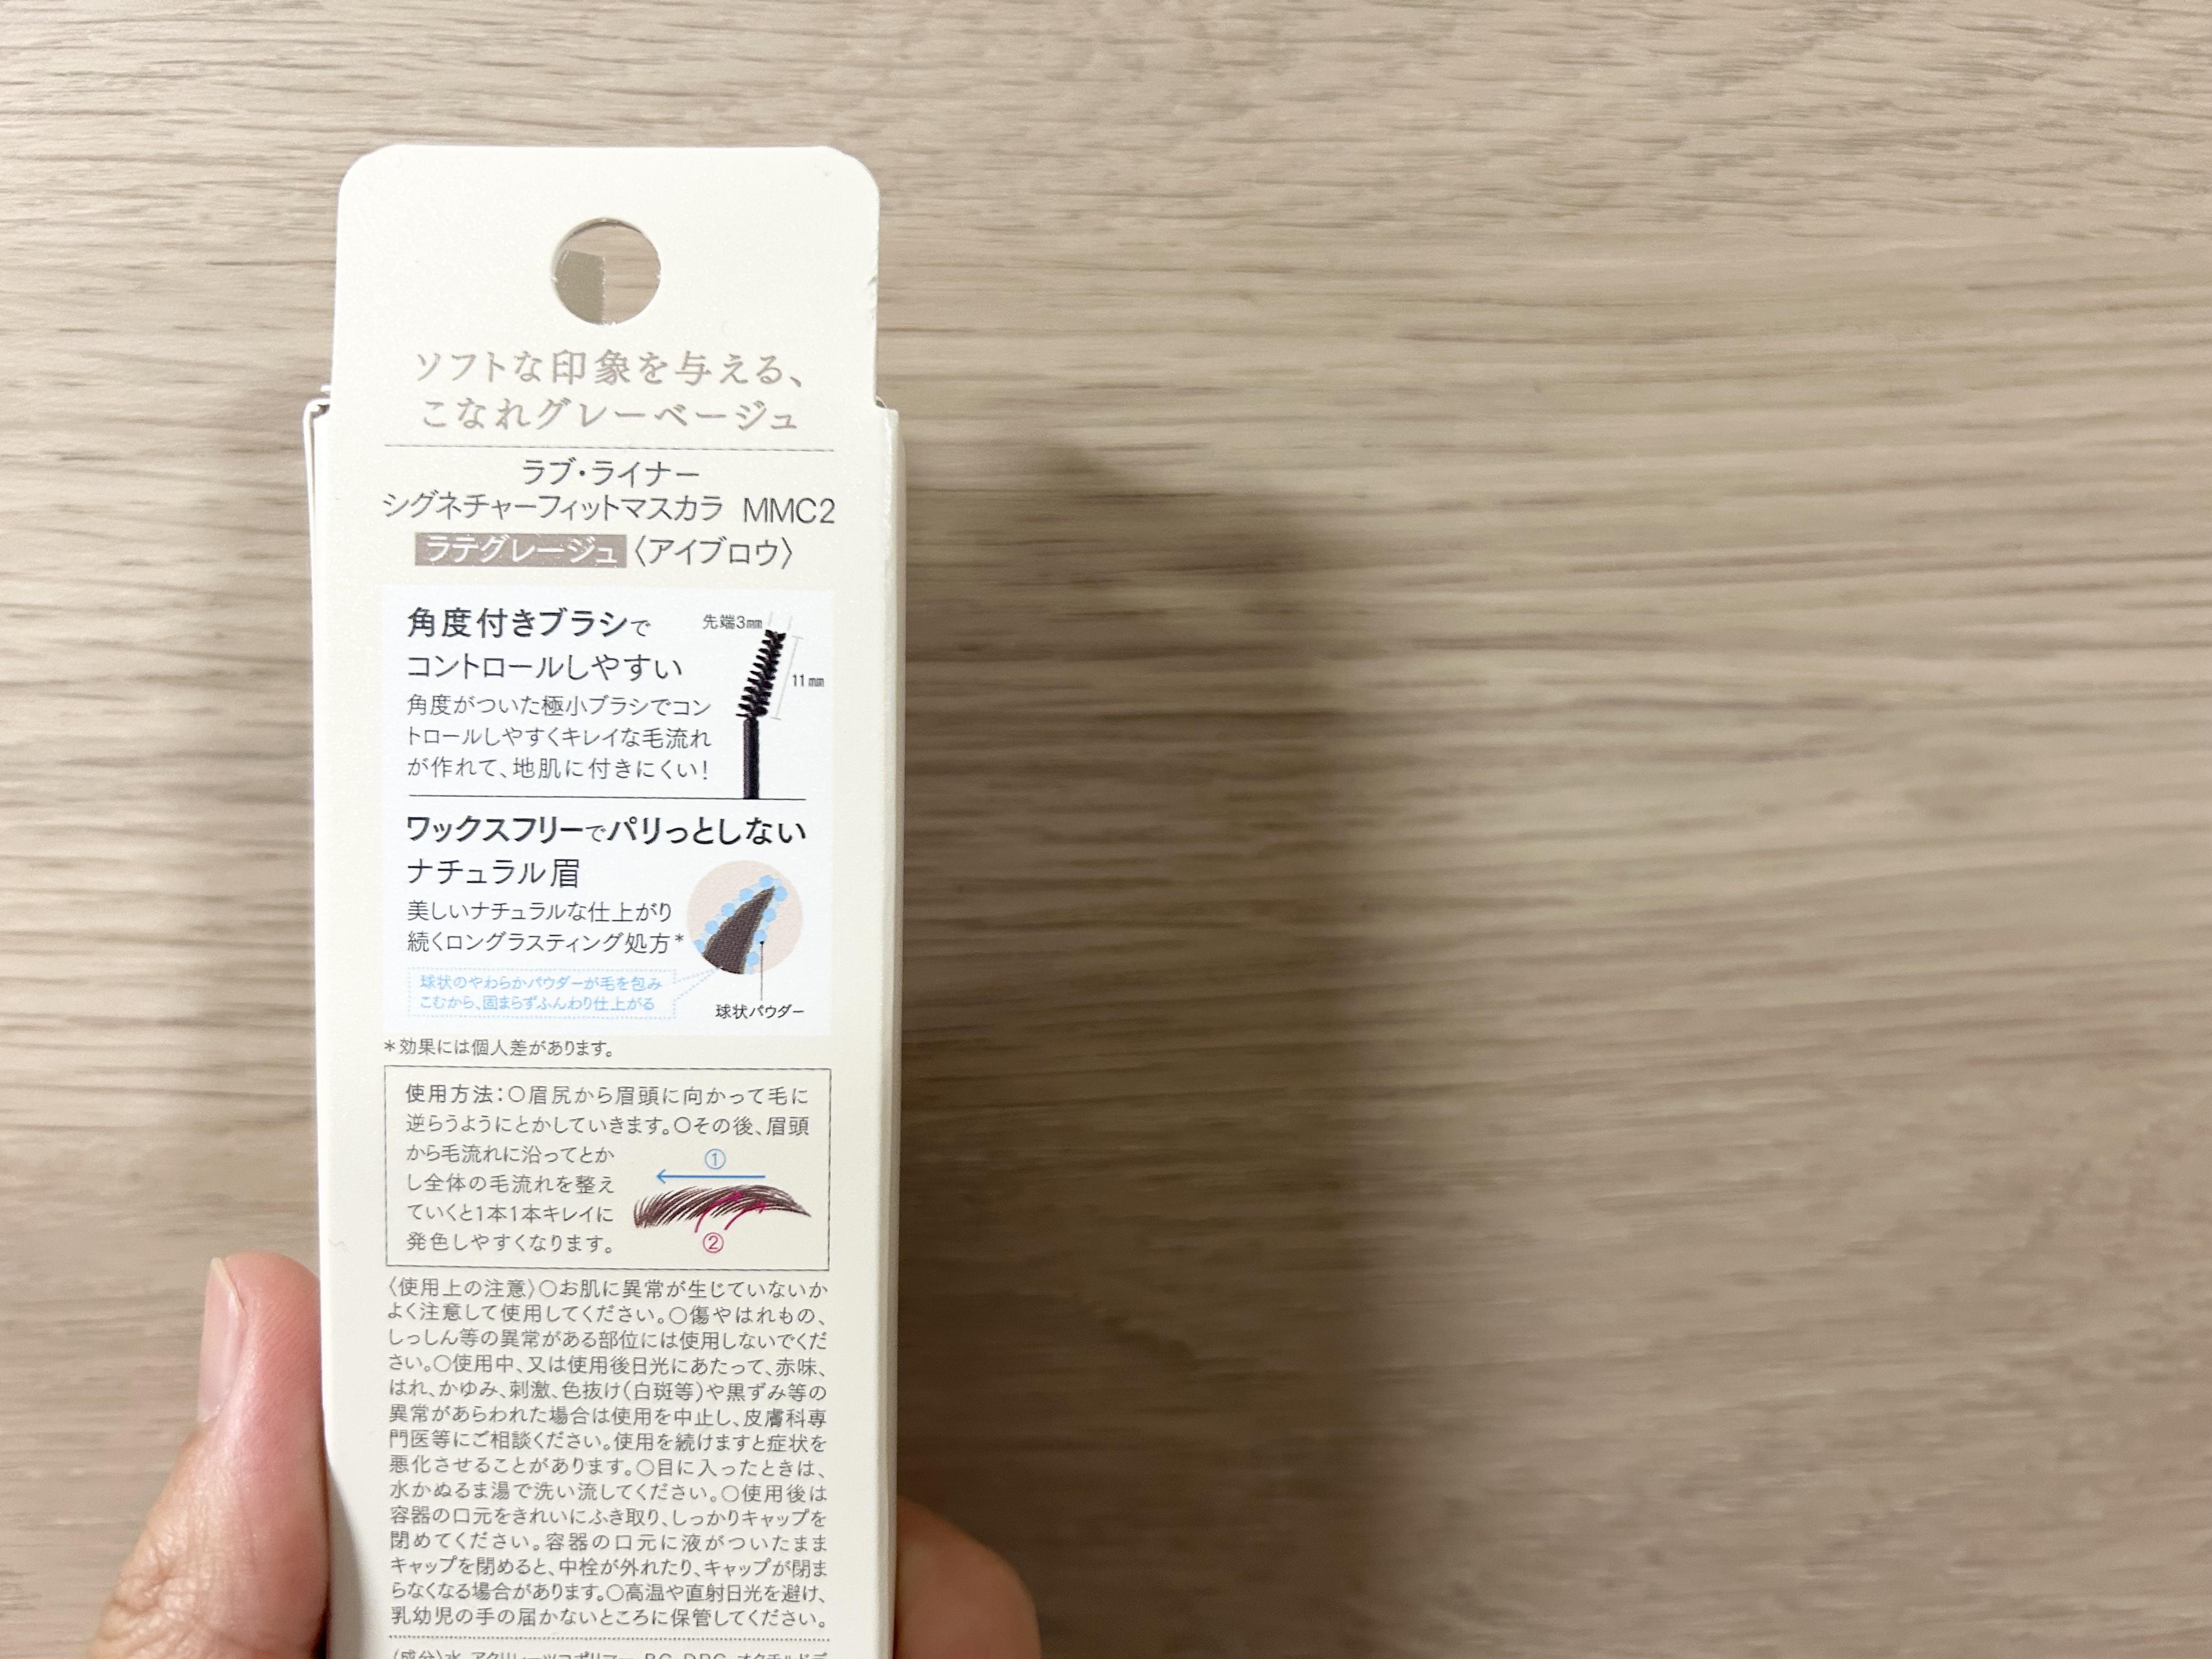 ソフトな印象を与える、
こなれグレーベージュ
ラブ・ライナー
シグネチャーフィットマスカラ MMC2
ラテグレージュ〈アイブロウ〉
角度付きブラシで
コントロールしやすい
角度がついた極小ブラシでコン
トロールしやすくキレイな毛流れ
が作れて、地肌に付きにくい!
先端3mm
11mm
ワックスフリーでパリっとしない
ナチュラル眉
美しいナチュラルな仕上がり
続くロングラスティング処方*
球状のやわらかパウダーが毛を包み
こむから、固まらずふんわり仕上がる
球状パウダー
*効果には個人差があります。
使用方法:○眉尻から眉頭に向かって毛に
逆らうようにとかしていきます。○その後、眉頭
から毛流れに沿ってとか
し全体の毛流れを整え
ていくと1本1本キレイに
発色しやすくなります。
①
②
〈使用上の注意〉○お肌に異常が生じていないか
よく注意して使用してください。○傷やはれもの、
しっしん等の異常がある部位には使用しないでくだ
さい。○使用中、又は使用後日光にあたって、赤味、
はれ、かゆみ、刺激、色抜け(白斑等)や黒ずみ等の
異常があらわれた場合は使用を中止し、皮膚科専
門医等にご相談ください。使用を続けますと症状を
悪化させることがあります。○目に入ったときは、
水かぬるま湯で洗い流してください。○使用後は
容器の口元をきれいにふき取り、しっかりキャップを
閉めてください。容器の口元に液がついたまま
キャップを閉めると、中栓が外れたり、キャップが閉ま
らなくなる場合があります。○高温や直射日光を避け、
乳幼児の手の届かないところに保管してください。